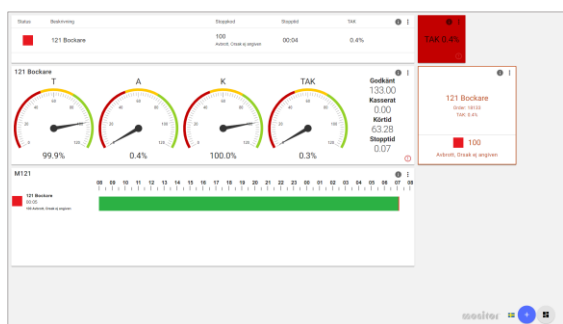 Status Beskrivning Stoppkod Stopptid TAK
121 Bockare 100 00:04 0.4%
Avbrott, Orsak ej angiven
TAK 0.4%
121 Bockare
T A K TAK
99.9% 0.4% 100.0% 0.3%
Godkänt
133.00
Kasserat
0.00
Körtid
63.28
Stopptid
0.07
121 Bockare
TAK: 0.4%
100
Avbrott, Orsak ej angiven
M121
08 09 10 11 12 13 14 15 16 17 18 19 20 21 22 23 00 01 02 03 04 05 06 07 08
121 Bockare
monitor